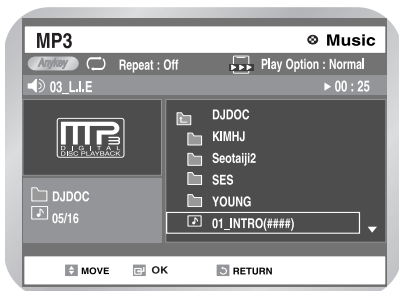 MP3
Music
Anykey Repeat : Off Play Option : Normal
03_L.I.E 00 : 25
MP3
DIGITAL
DISC PLAYBACK
DJDOC
05/16
DJDOC
KIMHJ
Seotaiji2
SES
YOUNG
01_INTRO(####)
MOVE OK RETURN